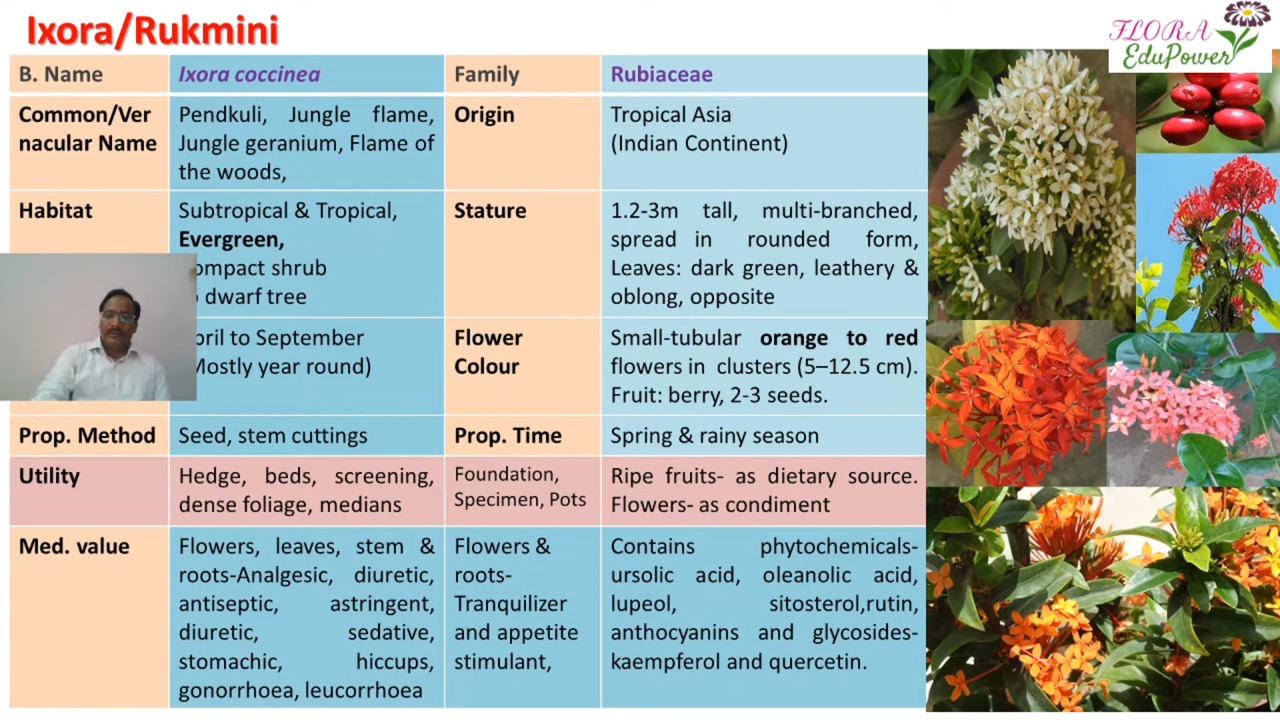 Ixora/Rukmini
FLORA
EduPower
B. Name
Ixora coccinea
Family
Rubiaceae
Common/Ver
nacular Name
Pendkuli, Jungle flame,
Jungle geranium, Flame of
the woods,
Origin
Tropical Asia
(Indian Continent)
Habitat
Subtropical & Tropical,
Evergreen,
ompact shrub
dwarf tree
Stature
1.2-3m tall, multi-branched,
spread in rounded form,
Leaves: dark green, leathery &
oblong, opposite
pril to September
Mostly year round)
Flower
Colour
Small-tubular orange to red
flowers in clusters (5–12.5 cm).
Fruit: berry, 2-3 seeds.
Prop. Method
Seed, stem cuttings
Prop. Time
Spring & rainy season
Utility
Hedge, beds, screening,
dense foliage, medians
Foundation,
Specimen, Pots
Ripe fruits- as dietary source.
Flowers- as condiment
Med. value
Flowers, leaves, stem &
roots-Analgesic, diuretic,
antiseptic, astringent,
diuretic, sedative,
stomachic, hiccups,
gonorrhoea, leucorrhoea
Flowers &
roots-
Tranquilizer
and appetite
stimulant,
Contains phytochemicals-
ursolic acid, oleanolic acid,
lupeol, sitosterol,rutin,
anthocyanins and glycosides-
kaempferol and quercetin.